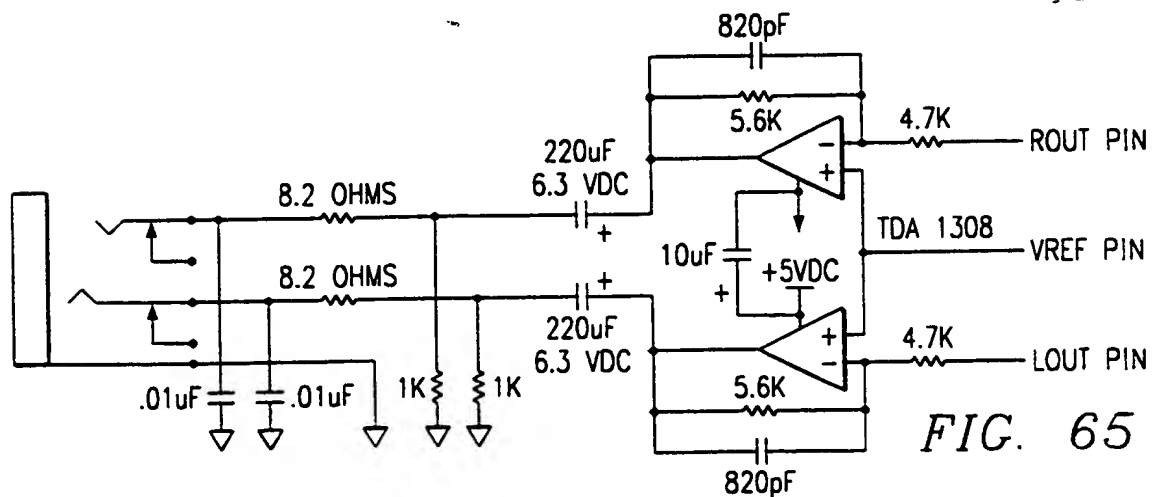 820pF
5.6K
4.7K
ROUT PIN
220uF
6.3 VDC
8.2 OHMS
+
−
+
TDA 1308
VREF PIN
10uF
+5VDC
+
8.2 OHMS
+
220uF
6.3 VDC
+
−
4.7K
LOUT PIN
.01uF
.01uF
1K
1K
5.6K
820pF
FIG. 65